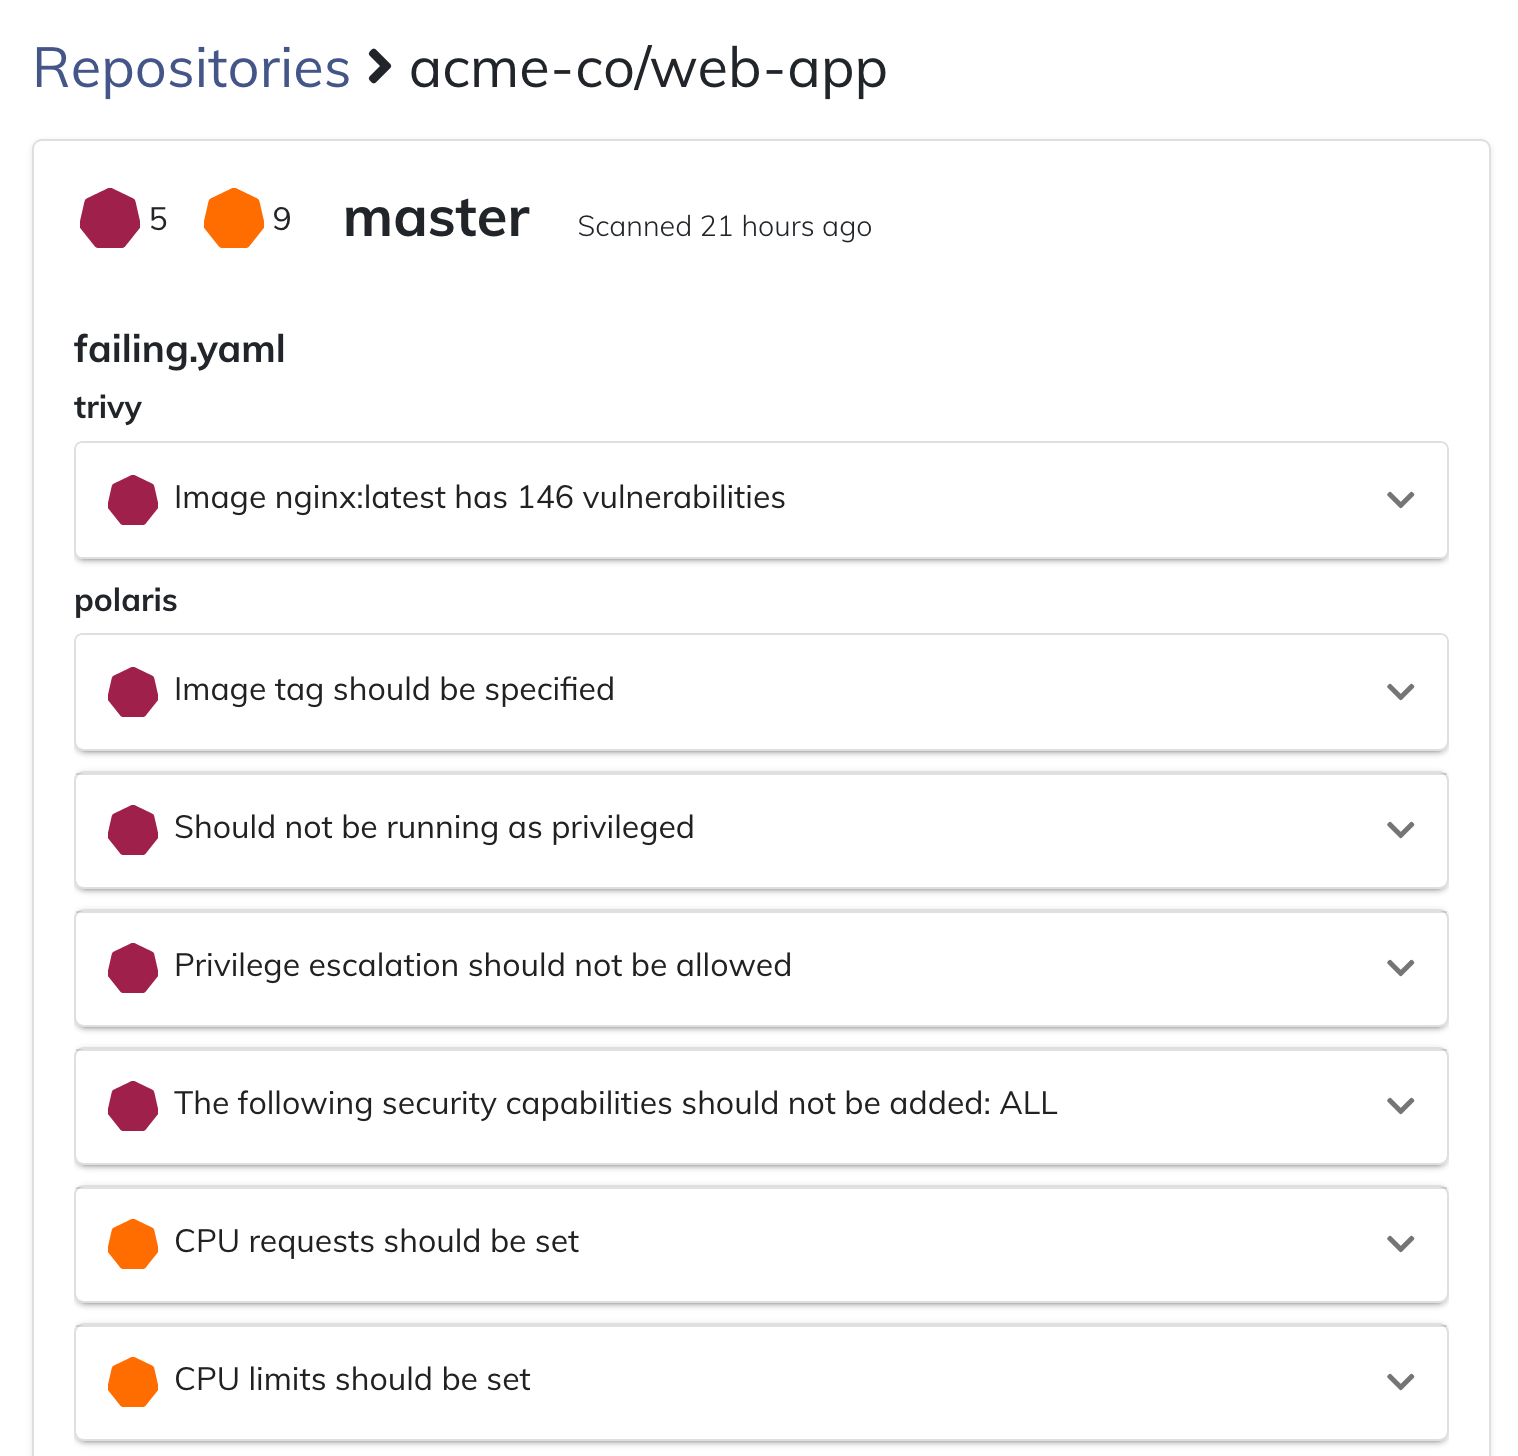 Repositories > acme-co/web-app
5 9 master Scanned 21 hours ago
failing.yaml
trivy
Image nginx:latest has 146 vulnerabilities
polaris
Image tag should be specified
Should not be running as privileged
Privilege escalation should not be allowed
The following security capabilities should not be added: ALL
CPU requests should be set
CPU limits should be set